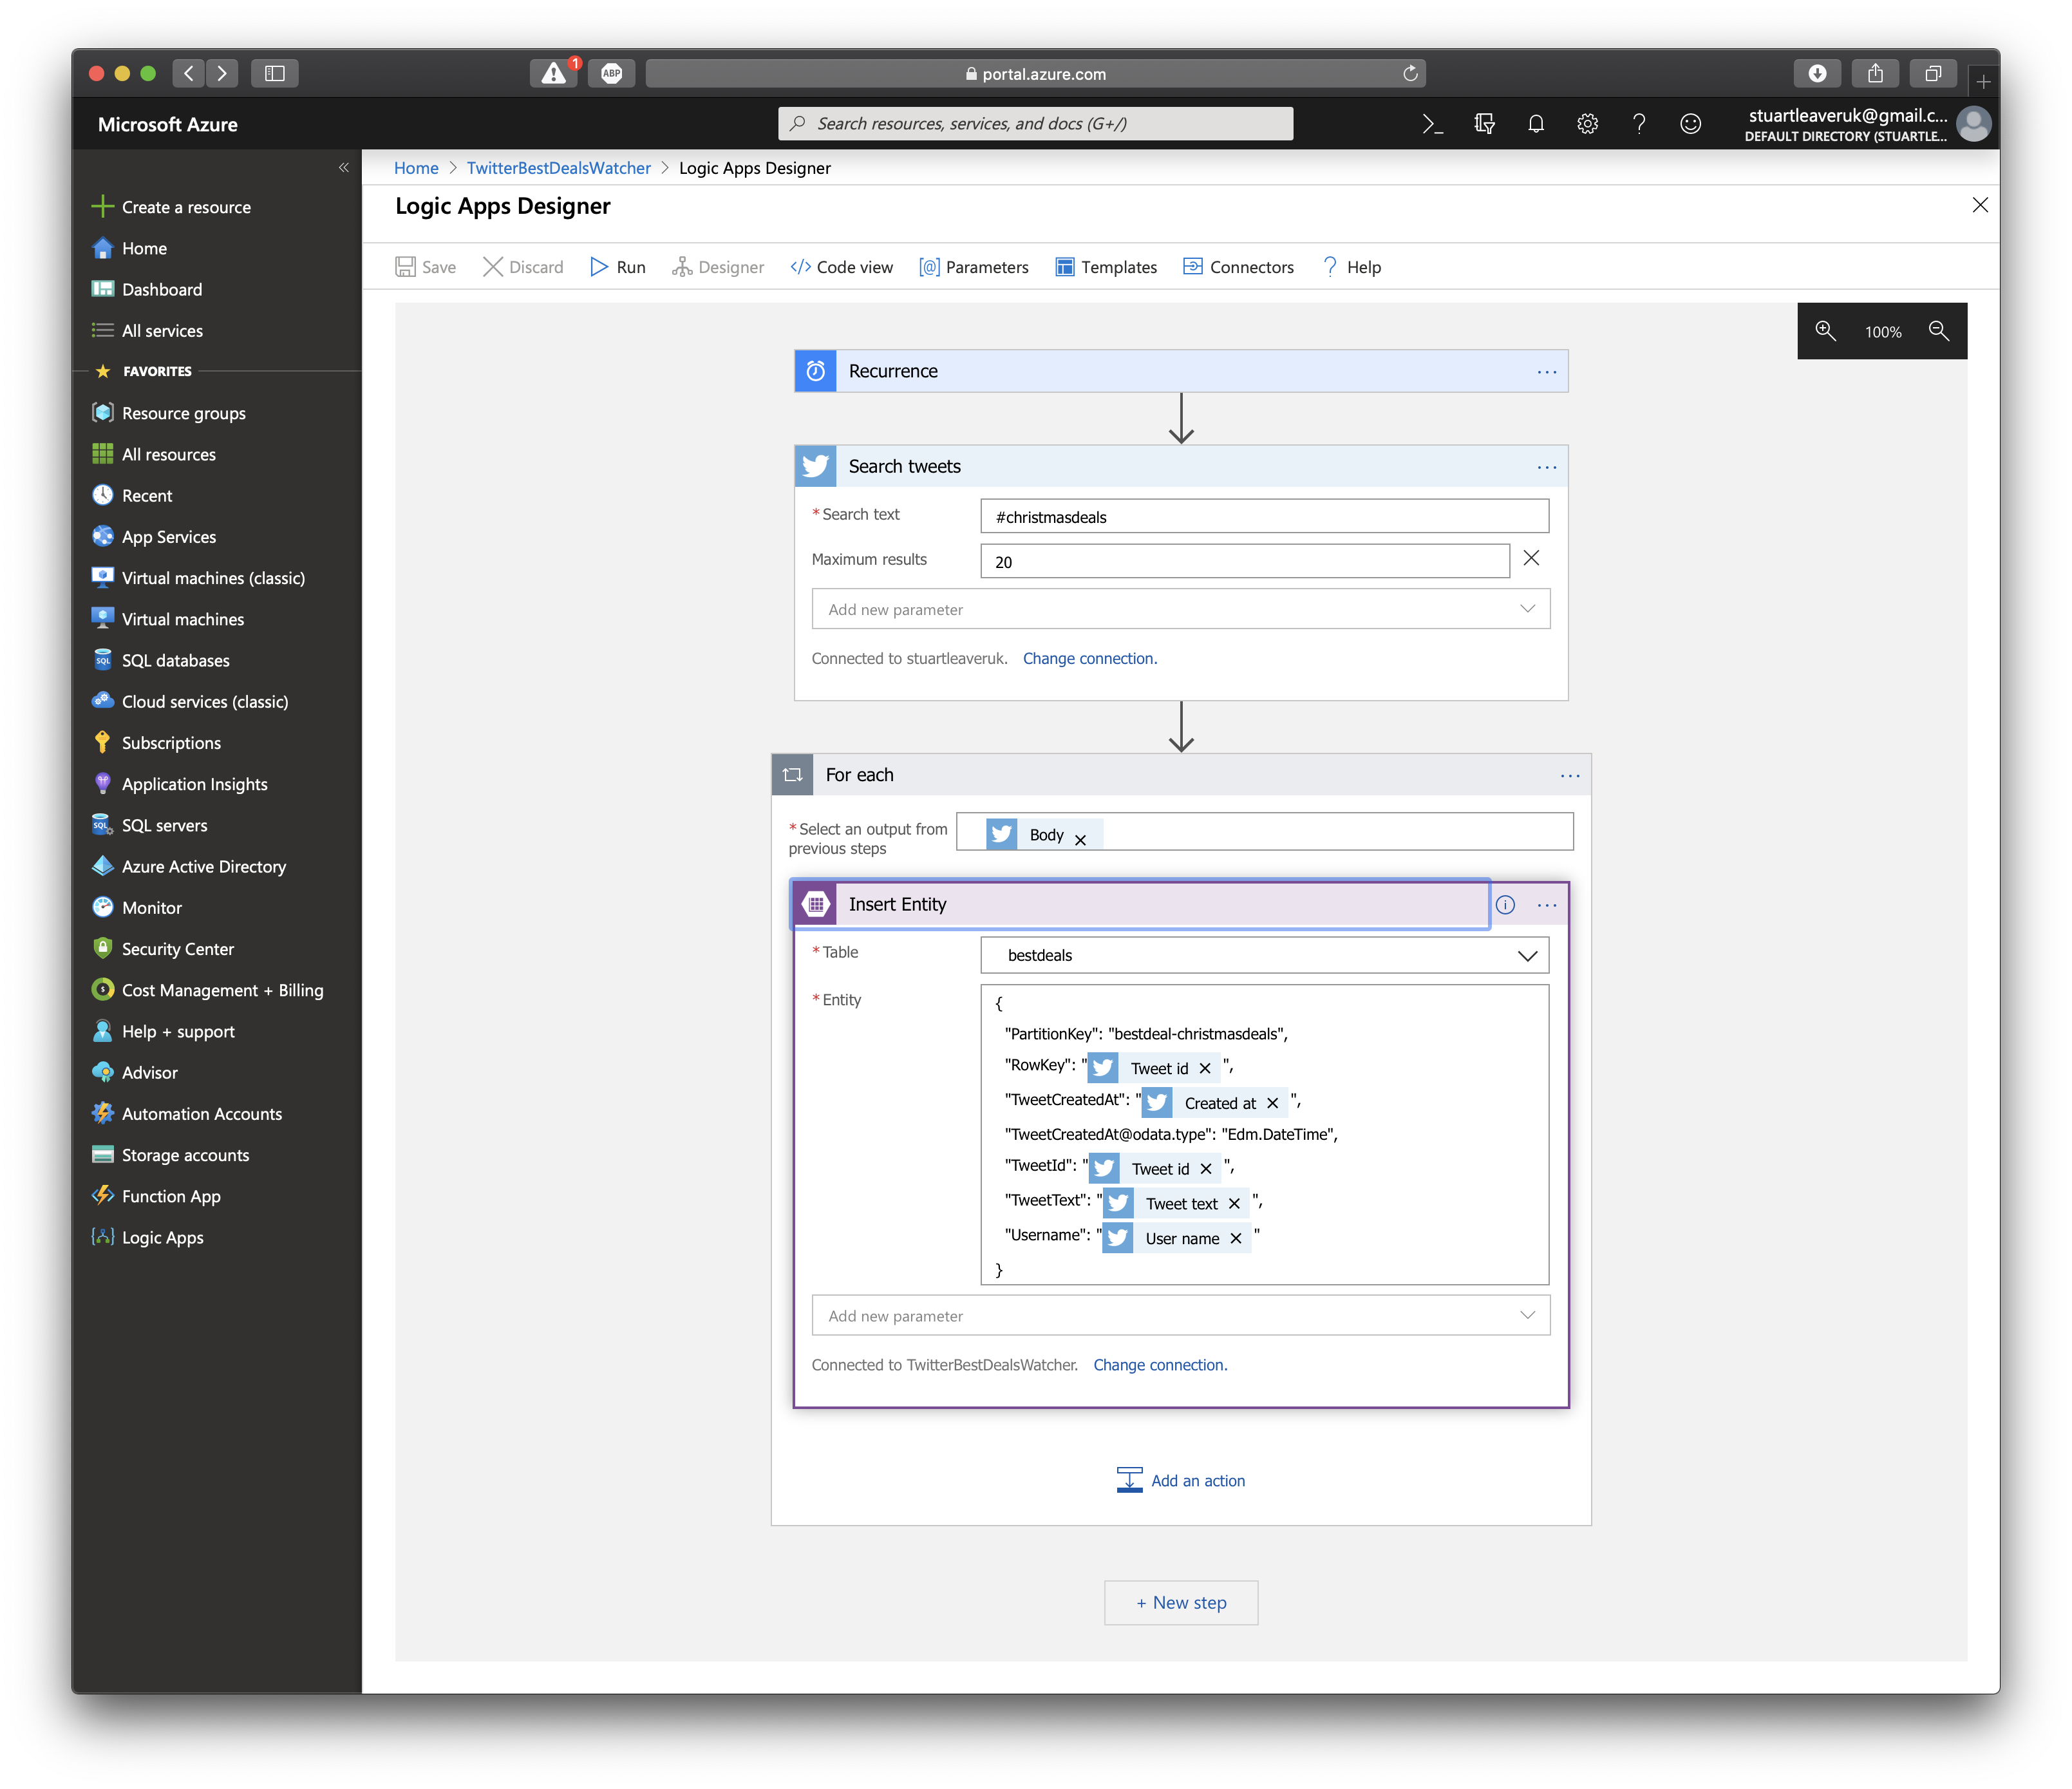 1
ABP
portal.azure.com
Microsoft Azure
Search resources, services, and docs (G+/)
stuartleaveruk@gmail.c...
DEFAULT DIRECTORY (STUARTLE...
Home > TwitterBestDealsWatcher > Logic Apps Designer
Logic Apps Designer
Save Discard Run Designer Code view Parameters Templates Connectors Help
Create a resource
Home
Dashboard
All services
FAVORITES
Resource groups
All resources
Recent
App Services
Virtual machines (classic)
Virtual machines
SQL databases
Cloud services (classic)
Subscriptions
Application Insights
SQL servers
Azure Active Directory
Monitor
Security Center
Cost Management + Billing
Help + support
Advisor
Automation Accounts
Storage accounts
Function App
Logic Apps
100%
Recurrence
Search tweets
* Search text #christmasdeals
Maximum results 20
Add new parameter
Connected to stuartleaveruk. Change connection.
For each
* Select an output from
previous steps
Body
Insert Entity
* Table bestdeals
* Entity
{
"PartitionKey": "bestdeal-christmasdeals",
"RowKey": " Tweet id ",
"TweetCreatedAt": " Created at ",
"TweetCreatedAt@odata.type": "Edm.DateTime",
"TweetId": " Tweet id ",
"TweetText": " Tweet text ",
"Username": " User name "
}
Add new parameter
Connected to TwitterBestDealsWatcher. Change connection.
Add an action
+ New step